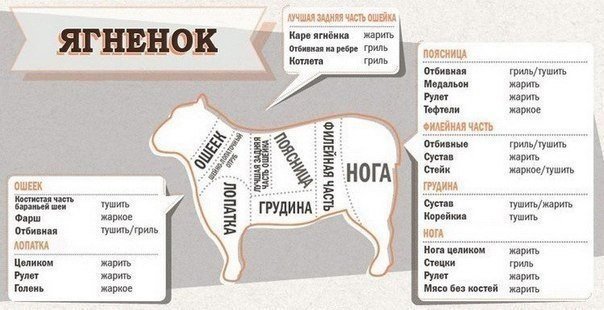 ЯГНЕНОК
ЛУЧШАЯ ЗАДНЯЯ ЧАСТЬ ОШЕЙКА
Каре ягнёнка жарить
Отбивная на ребре гриль
Котлета гриль
ПОЯСНИЦА
Отбивная гриль/тушить
Медальон жарить
Рулет жарить
Тефтели жаркое
ФИЛЕЙНАЯ ЧАСТЬ
Отбивные гриль/тушить
Сустав жарить
Стейк жаркое/тушить
ГРУДИНА
Сустав тушить/жарить
Корейкиа тушить
НОГА
Нога целиком жарить
Стецки гриль
Рулет жарить
Мясо без костей жарить
ОШЕЕК
ШЕЙНО-ЛОПАТОЧНЫЙ
ОТРУБ
ЛУЧШАЯ ЗАДНЯЯ
ЧАСТЬ ОШЕЙКА
ПОЯСНИЦА
ФИЛЕЙНАЯ ЧАСТЬ
НОГА
ЛОПАТКА
ГРУДИНА
ОШЕЕК
Костистая часть
бараньей шеи тушить
Фарш жаркое
Отбивная тушить/гриль
ЛОПАТКА
Целиком жарить
Рулет жарить
Голень жаркое